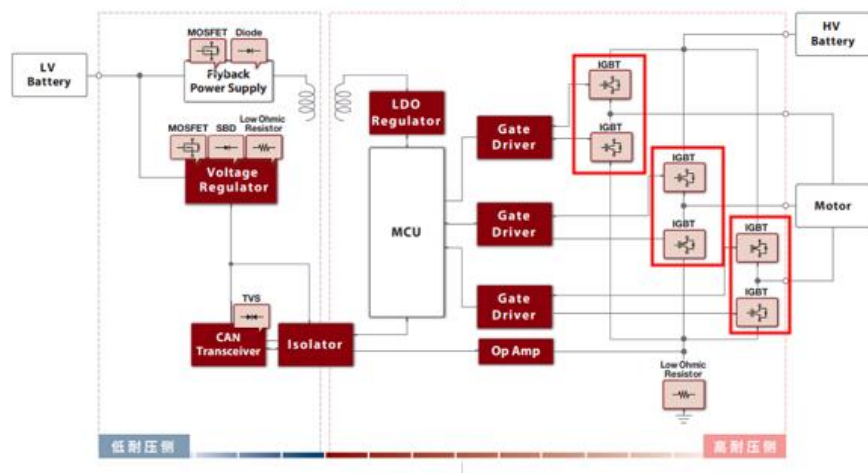 LV
Battery
MOSFET Diode
Flyback
Power Supply
MOSFET SBD Low Ohmic
Resistor
Voltage
Regulator
TVS
CAN
Transceiver
Isolator
LDO
Regulator
MCU
Gate
Driver
Gate
Driver
Gate
Driver
Op Amp
IGBT
IGBT
IGBT
IGBT
IGBT
IGBT
Low Ohmic
Resistor
HV
Battery
Motor
低耐压侧
高耐压侧